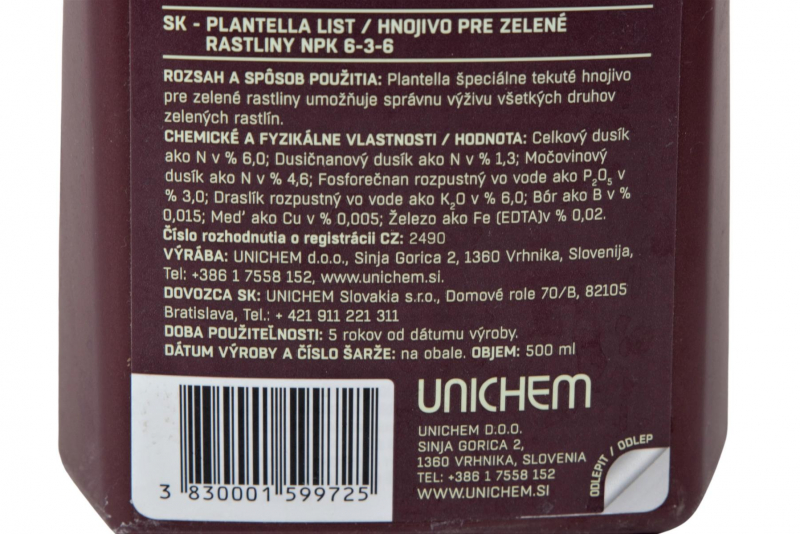 SK - PLANTELLA LIST / HNOJIVO PRE ZELENÉ
RASTLINY NPK 6-3-6
ROZSAH A SPÔSOB POUŽITIA: Plantella špeciálne tekuté hnojivo
pre zelené rastliny umožňuje správnu výživu všetkých druhov
zelených rastlín.
CHEMICKÉ A FYZIKÁLNE VLASTNOSTI / HODNOTA: Celkový dusík
ako N v % 6,0; Dusičnanový dusík ako N v % 1,3; Močovinový
dusík ako N v % 4,6; Fosforečnan rozpustný vo vode ako P₂O₅ v
% 3,0; Draslík rozpustný vo vode ako K₂O v % 6,0; Bór ako B v %
0,015; Meď ako Cu v % 0,005; Železo ako Fe (EDTA)v % 0,02.
Číslo rozhodnutia o registrácii CZ: 2490
VÝRÁBA: UNICHEM d.o.o., Sinja Gorica 2, 1360 Vrhnika, Slovenija,
Tel: +386 1 7558 152, www.unichem.si.
DOVOZCA SK: UNICHEM Slovakia s.r.o., Domové role 70/B, 82105
Bratislava, Tel.: + 421 911 221 311
DOBA POUŽITEĽNOSTI: 5 rokov od dátumu výroby.
DÁTUM VÝROBY A ČÍSLO ŠARŽE: na obale. OBJEM: 500 ml
UNICHEM
UNICHEM D.O.O.
SINJA GORICA 2,
1360 VRHNIKA, SLOVENIA
TEL: +386 1 7558 152
WWW.UNICHEM.SI
ODLEPIT / ODLEP
3 830001 599725